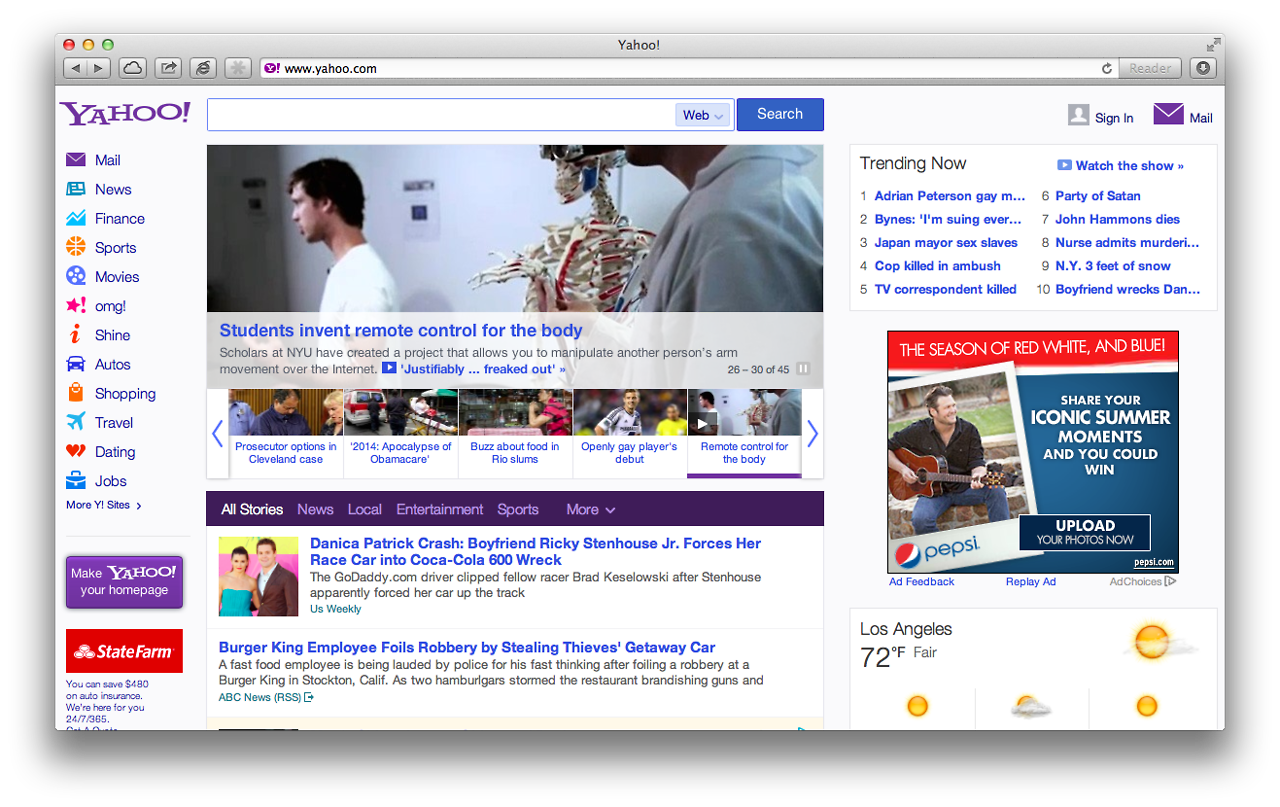 Yahoo!
www.yahoo.com
Reader
YAHOO!
Web
Search
Sign In
Mail
Mail
News
Finance
Sports
Movies
omg!
Shine
Autos
Shopping
Travel
Dating
Jobs
More Y! Sites
Make YAHOO!
your homepage
StateFarm
You can save $480
on auto insurance.
We're here for you
24/7/365.
Get A Quote
Students invent remote control for the body
Scholars at NYU have created a project that allows you to manipulate another person's arm
movement over the Internet. 'Justifiably ... freaked out' »
26 – 30 of 45
Prosecutor options in
Cleveland case
'2014: Apocalypse of
Obamacare'
Buzz about food in
Rio slums
Openly gay player's
debut
Remote control for
the body
All Stories News Local Entertainment Sports More
Danica Patrick Crash: Boyfriend Ricky Stenhouse Jr. Forces Her
Race Car into Coca-Cola 600 Wreck
The GoDaddy.com driver clipped fellow racer Brad Keselowski after Stenhouse
apparently forced her car up the track
Us Weekly
Burger King Employee Foils Robbery by Stealing Thieves' Getaway Car
A fast food employee is being lauded by police for his fast thinking after foiling a robbery at a
Burger King in Stockton, Calif. As two hamburlgars stormed the restaurant brandishing guns and
ABC News (RSS)
Trending Now
Watch the show »
1 Adrian Peterson gay m...
2 Bynes: 'I'm suing ever...
3 Japan mayor sex slaves
4 Cop killed in ambush
5 TV correspondent killed
6 Party of Satan
7 John Hammons dies
8 Nurse admits murderi...
9 N.Y. 3 feet of snow
10 Boyfriend wrecks Dan...
THE SEASON OF RED WHITE, AND BLUE!
SHARE YOUR
ICONIC SUMMER
MOMENTS
AND YOU COULD
WIN
UPLOAD
YOUR PHOTOS NOW
pepsi
pepsi.com
Ad Feedback
Replay Ad
AdChoices
Los Angeles
72°F Fair